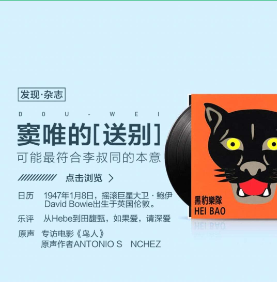 发现·杂志
DOU-WEI
窦唯的[送别]
可能最符合李叔同的本意
点击浏览 >
日历 1947年1月8日，摇滚巨星大卫·鲍伊
David Bowie出生于英国伦敦。
乐评 从Hebe到田馥甄，如果爱，请深爱
原声 专访电影《鸟人》
原声作者ANTONIO S NCHEZ
黑豹樂隊
HEI BAO